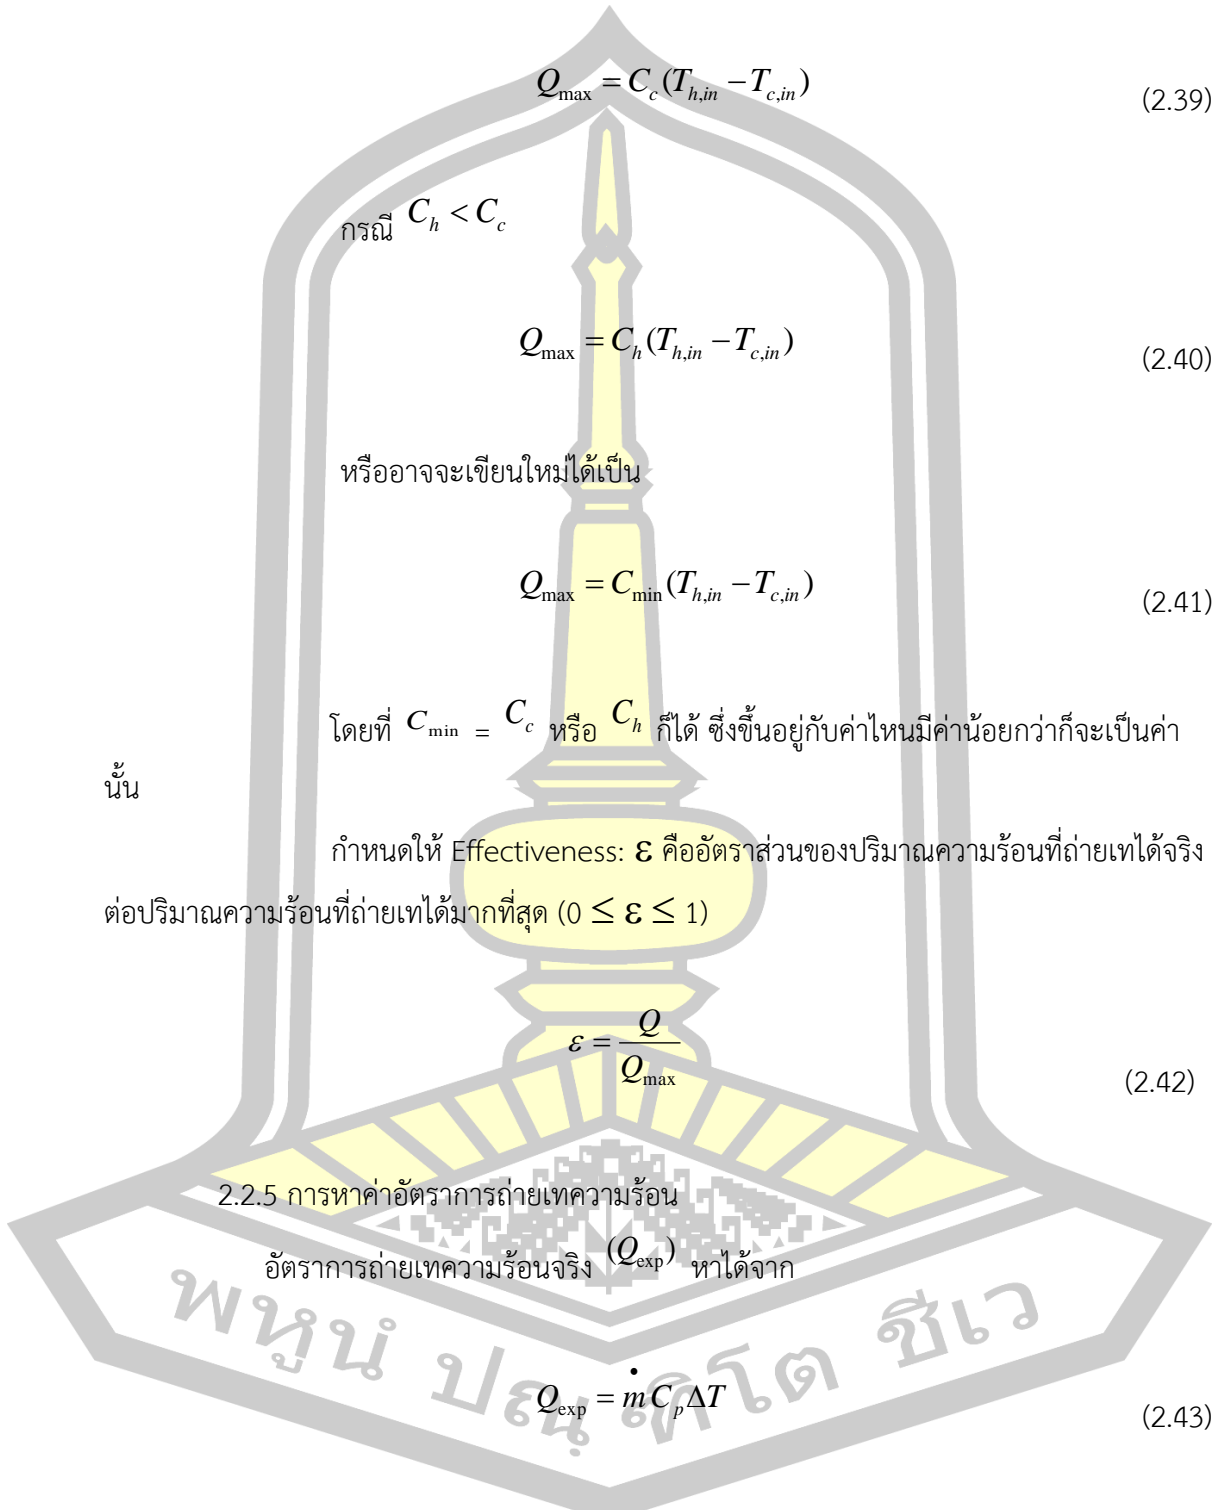 Q_max = C_c(T_h,in − T_c,in) (2.39)
กรณี C_h < C_c
Q_max = C_h(T_h,in − T_c,in) (2.40)
หรืออาจจะเขียนใหม่ได้เป็น
Q_max = C_min(T_h,in − T_c,in) (2.41)
โดยที่ C_min = C_c หรือ C_h ก็ได้ ซึ่งขึ้นอยู่กับค่าไหนมีค่าน้อยกว่าก็จะเป็นค่า
นั้น
กำหนดให้ Effectiveness: ε คืออัตราส่วนของปริมาณความร้อนที่ถ่ายเทได้จริง
ต่อปริมาณความร้อนที่ถ่ายเทได้มากที่สุด (0 ≤ ε ≤ 1)
ε = Q / Q_max (2.42)
2.2.5 การหาค่าอัตราการถ่ายเทความร้อน
อัตราการถ่ายเทความร้อนจริง (Q_exp) หาได้จาก
Q_exp = ṁ C_p ΔT (2.43)
พหูนํ ปณฺฑิโต ชีเว